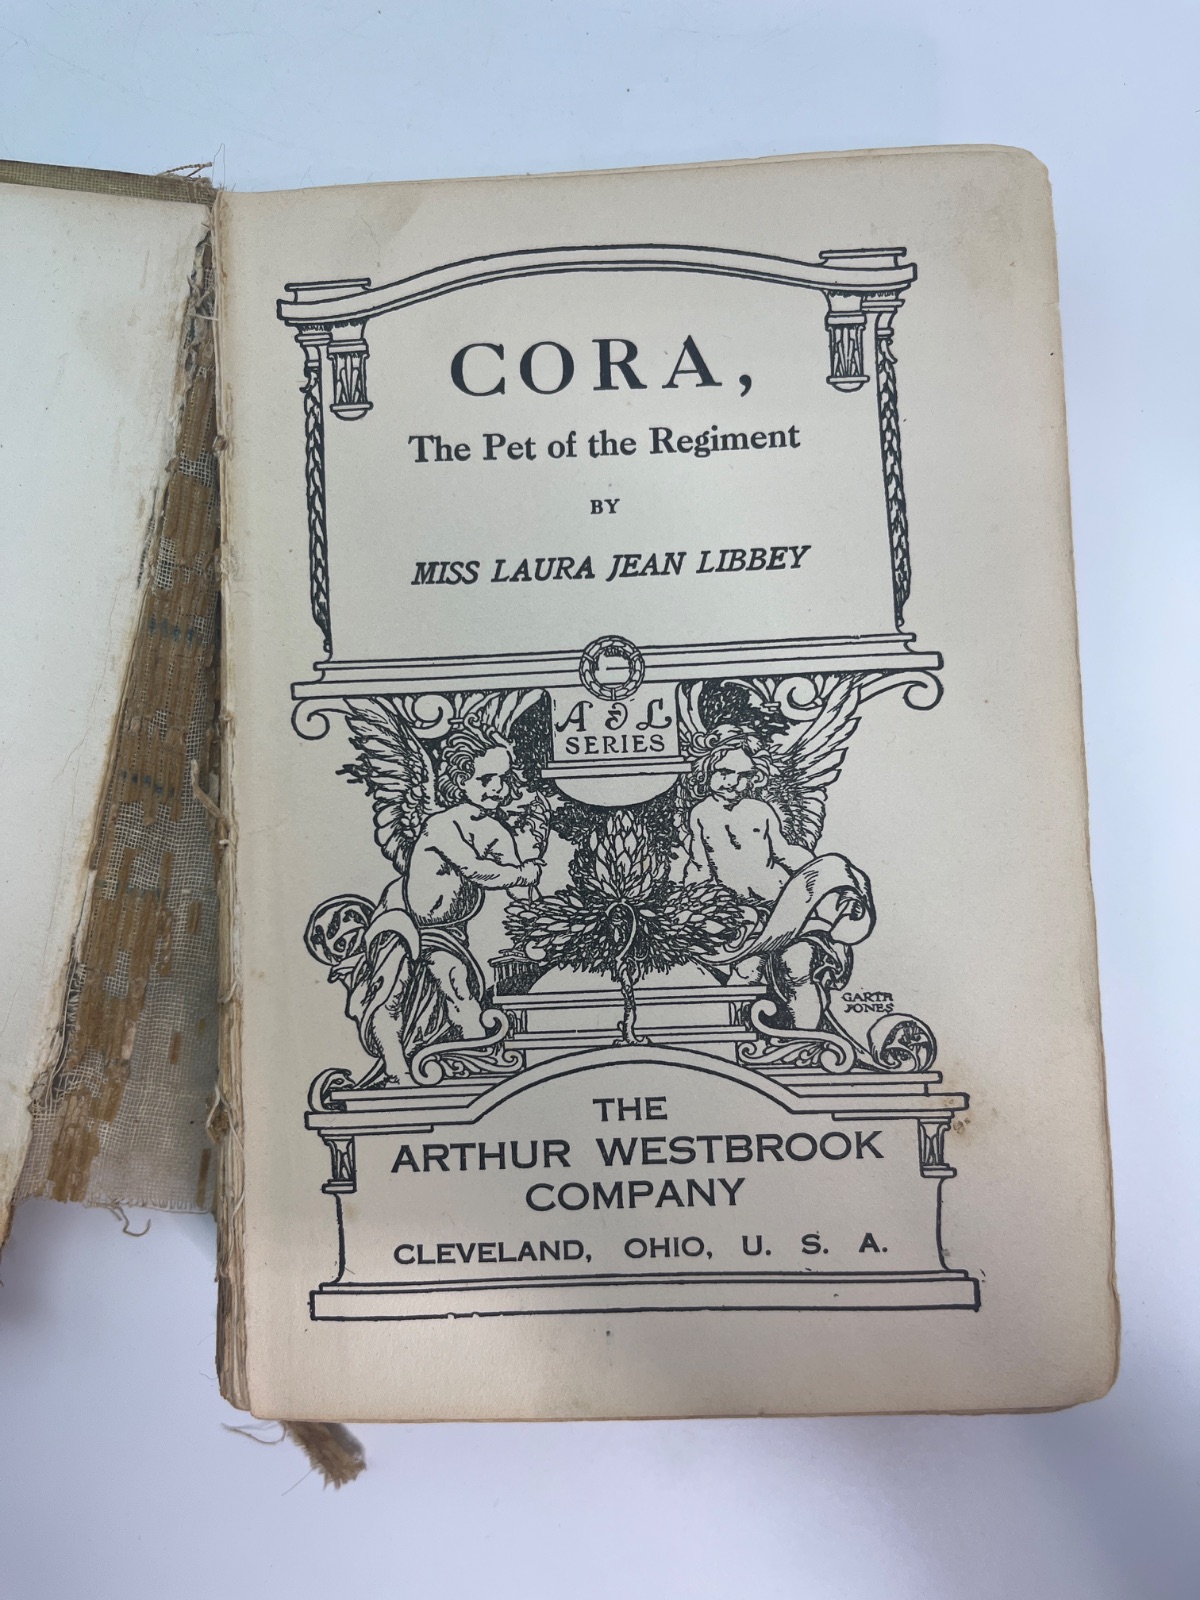 CORA,
The Pet of the Regiment
BY
MISS LAURA JEAN LIBBEY
A & L
SERIES
GARTH
JONES
THE
ARTHUR WESTBROOK
COMPANY
CLEVELAND, OHIO, U. S. A.